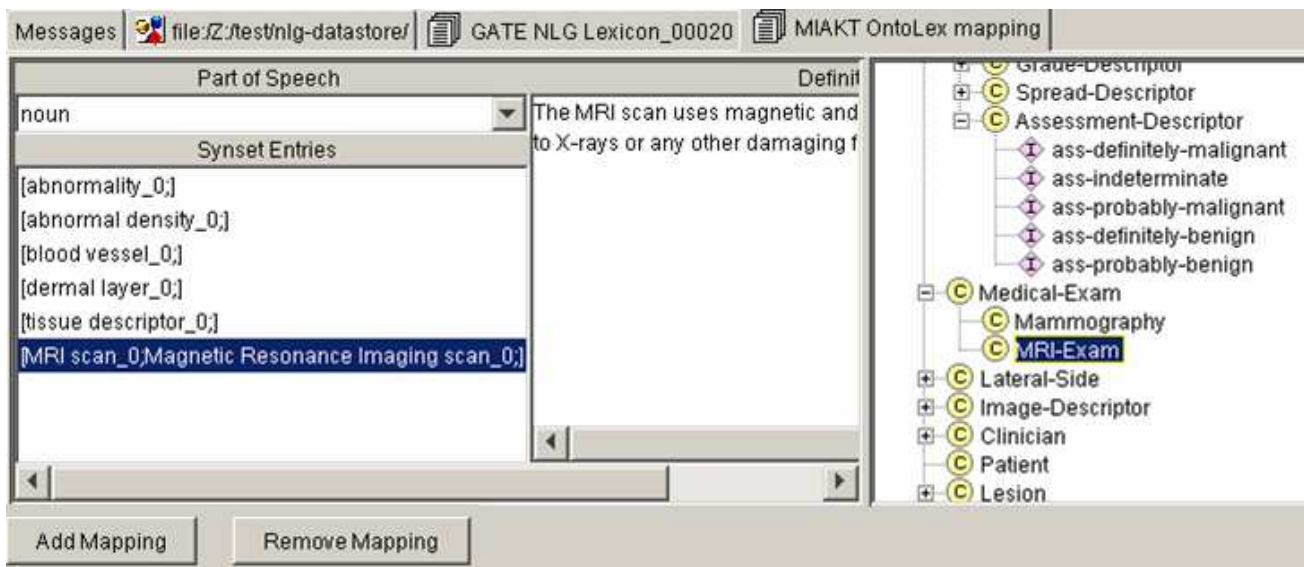 Messages file:/Z:/test/nlg-datastore/ GATE NLG Lexicon_00020 MIAKT OntoLex mapping
Part of Speech
noun
Synset Entries
[abnormality_0;]
[abnormal density_0;]
[blood vessel_0;]
[dermal layer_0;]
[tissue descriptor_0;]
[MRI scan_0;Magnetic Resonance Imaging scan_0;]
Definit
The MRI scan uses magnetic and
to X-rays or any other damaging f
C Grade-Descriptor
C Spread-Descriptor
C Assessment-Descriptor
I ass-definitely-malignant
I ass-indeterminate
I ass-probably-malignant
I ass-definitely-benign
I ass-probably-benign
C Medical-Exam
C Mammography
C MRI-Exam
C Lateral-Side
C Image-Descriptor
C Clinician
C Patient
C Lesion
Add Mapping Remove Mapping